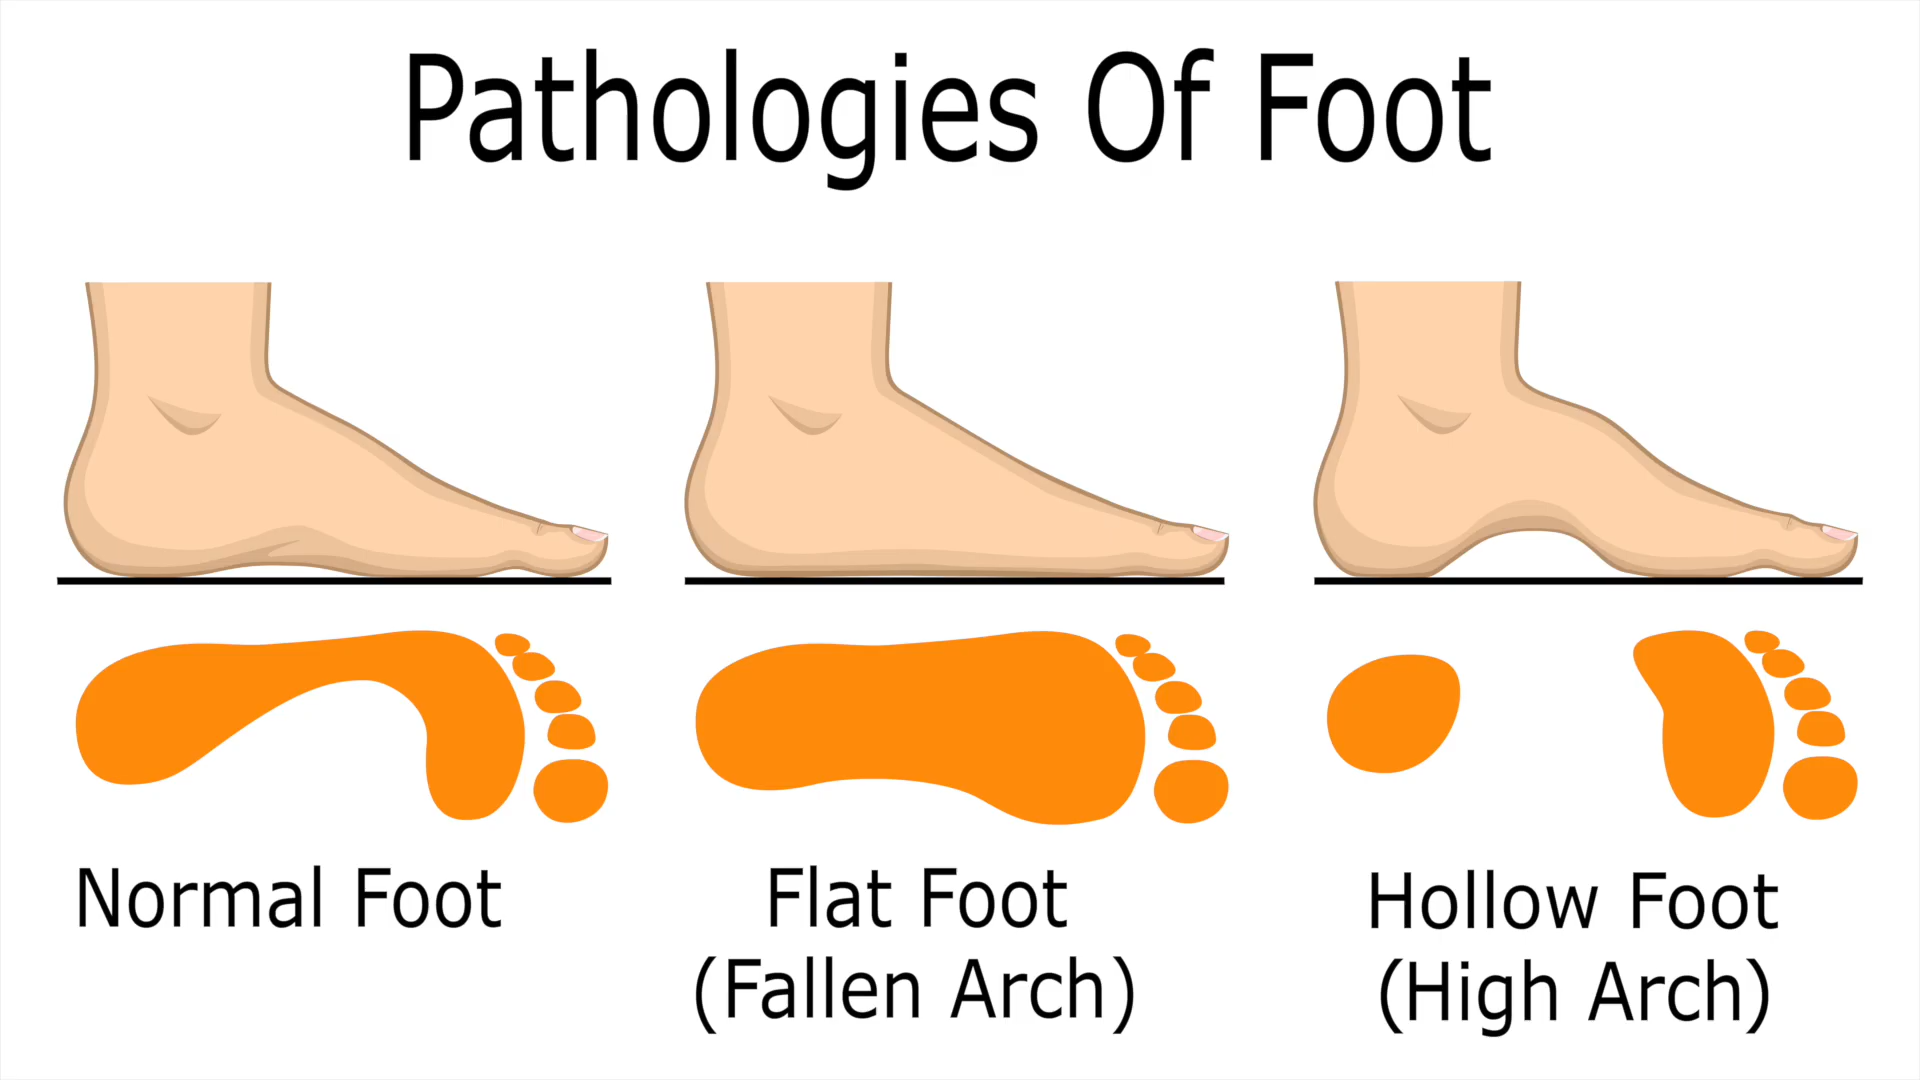 Pathologies Of Foot
Normal Foot
Flat Foot
(Fallen Arch)
Hollow Foot
(High Arch)